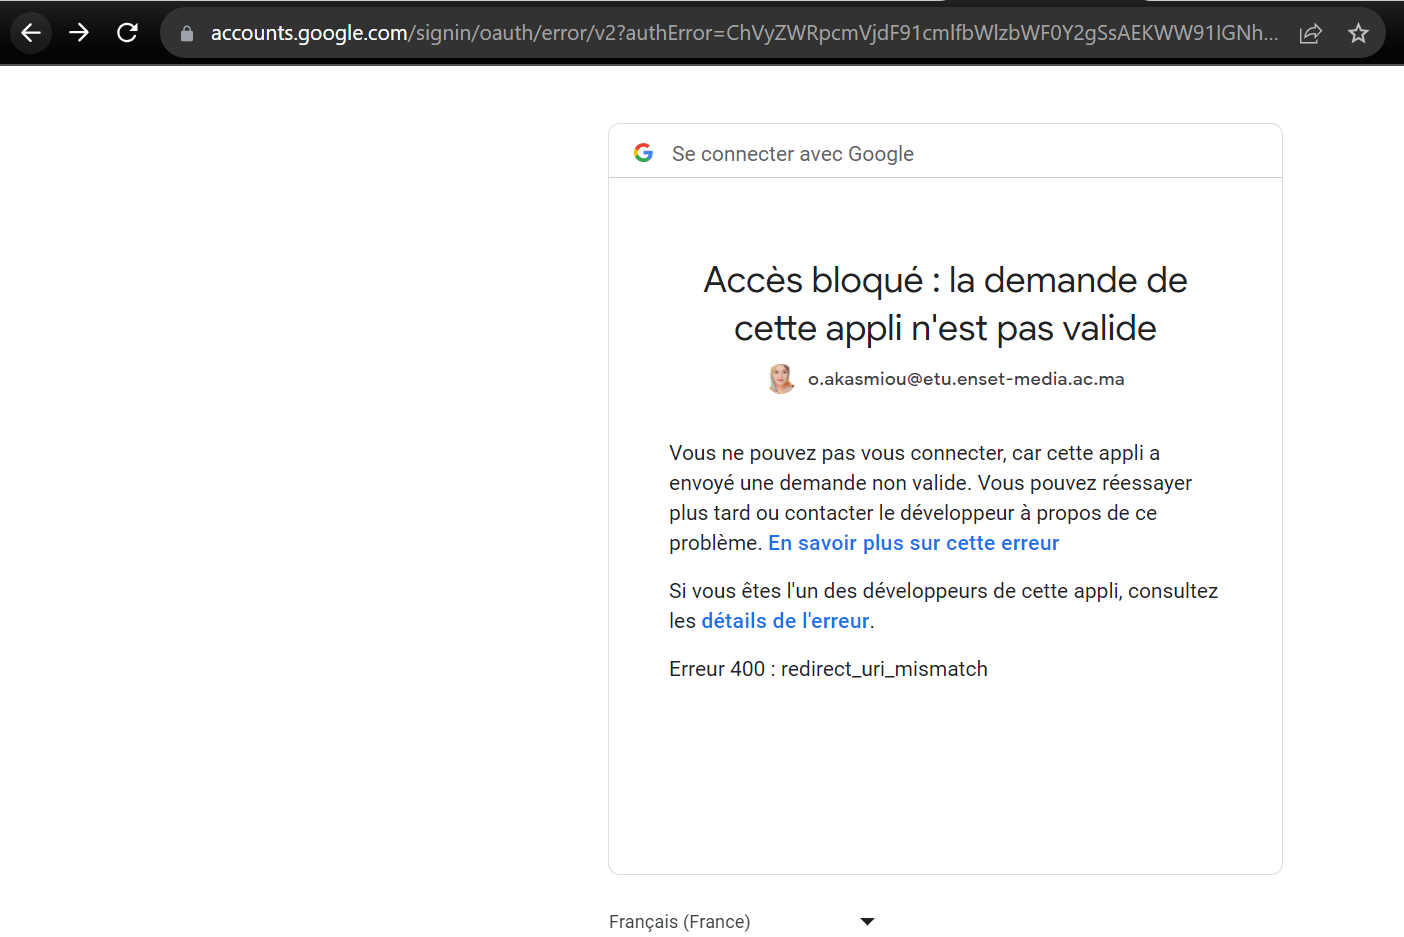 accounts.google.com/signin/oauth/error/v2?authError=ChVyZWRpcmVjdF91cmlfbWlzbWF0Y2gSsAEKWW91IGNh...
Se connecter avec Google
Accès bloqué : la demande de
cette appli n'est pas valide
o.akasmiou@etu.enset-media.ac.ma
Vous ne pouvez pas vous connecter, car cette appli a
envoyé une demande non valide. Vous pouvez réessayer
plus tard ou contacter le développeur à propos de ce
problème. En savoir plus sur cette erreur
Si vous êtes l'un des développeurs de cette appli, consultez
les détails de l'erreur.
Erreur 400 : redirect_uri_mismatch
Français (France)